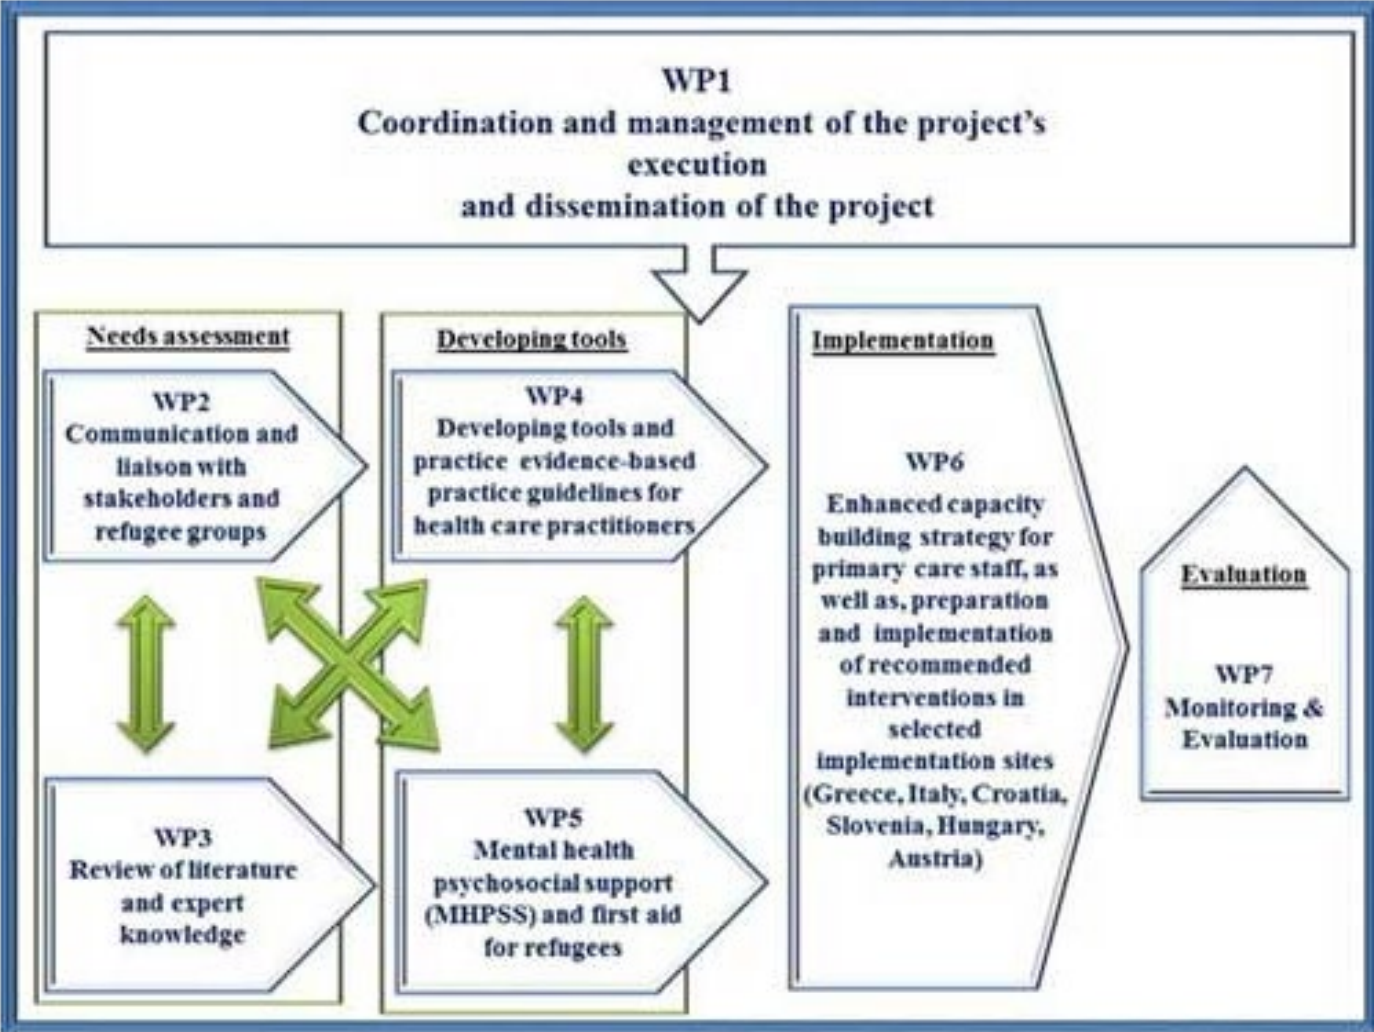 WP1
Coordination and management of the project's
execution
and dissemination of the project
Needs assessment
WP2
Communication and
liaison with
stakeholders and
refugee groups
WP3
Review of literature
and expert
knowledge
Developing tools
WP4
Developing tools and
practice evidence-based
practice guidelines for
health care practitioners
WP5
Mental health
psychosocial support
(MHPSS) and first aid
for refugees
Implementation
WP6
Enhanced capacity
building strategy for
primary care staff, as
well as, preparation
and implementation
of recommended
interventions in
selected
implementation sites
(Greece, Italy, Croatia,
Slovenia, Hungary,
Austria)
Evaluation
WP7
Monitoring &
Evaluation